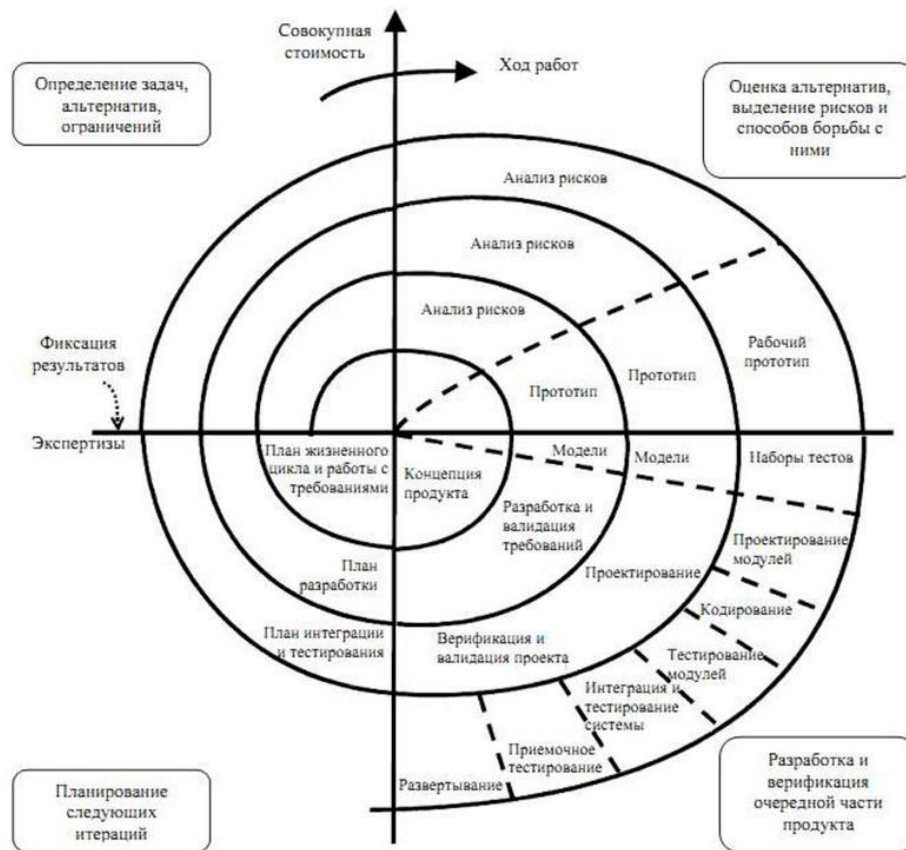 Совокупная
стоимость
Ход работ
Определение задач,
альтернатив,
ограничений
Оценка альтернатив,
выделение рисков и
способов борьбы с
ними
Анализ рисков
Анализ рисков
Анализ рисков
Фиксация
результатов
Рабочий
прототип
Прототип
Прототип
Экспертизы
План жизненного
цикла и работы с
требованиями
Концепция
продукта
Модели
Модели
Наборы тестов
Разработка и
валидация
требований
Проектирование
модулей
План
разработки
Проектирование
Кодирование
План интеграции
и тестирования
Верификация и
валидация проекта
Тестирование
модулей
Интеграция и
тестирование
системы
Приемочное
тестирование
Развертывание
Планирование
следующих
итераций
Разработка и
верификация
очередной части
продукта